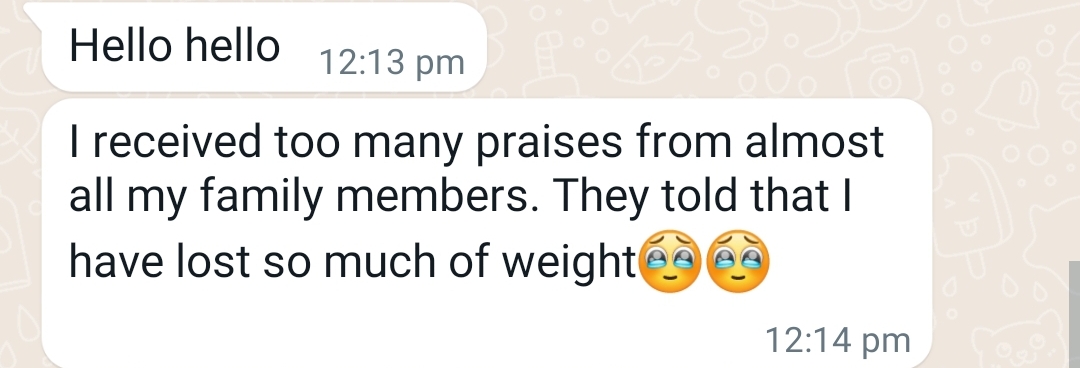 Hello hello 12:13 pm
I received too many praises from almost
all my family members. They told that I
have lost so much of weight🥹🥹
12:14 pm